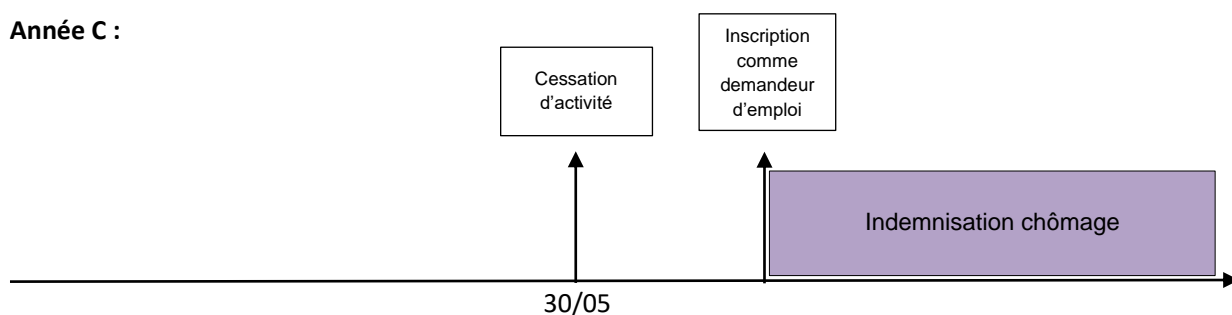 Année C :
Cessation
d’activité
Inscription
comme
demandeur
d’emploi
Indemnisation chômage
30/05